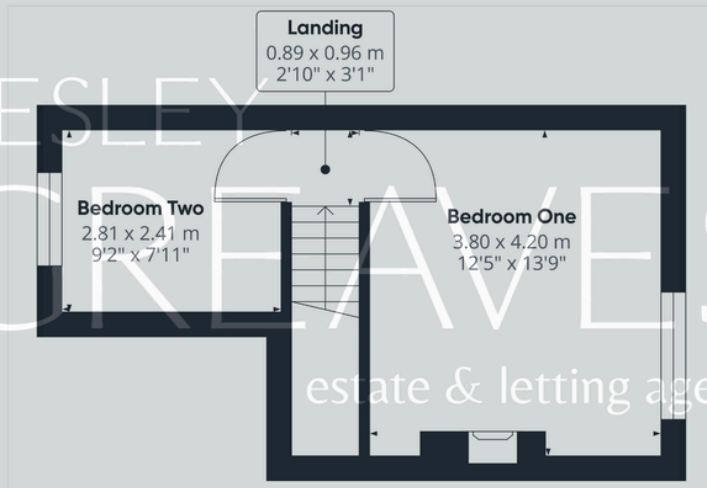 Landing
0.89 x 0.96 m
2'10" x 3'1"
ESLEY
GREAVES
Bedroom Two
2.81 x 2.41 m
9'2" x 7'11"
Bedroom One
3.80 x 4.20 m
12'5" x 13'9"
estate & letting age